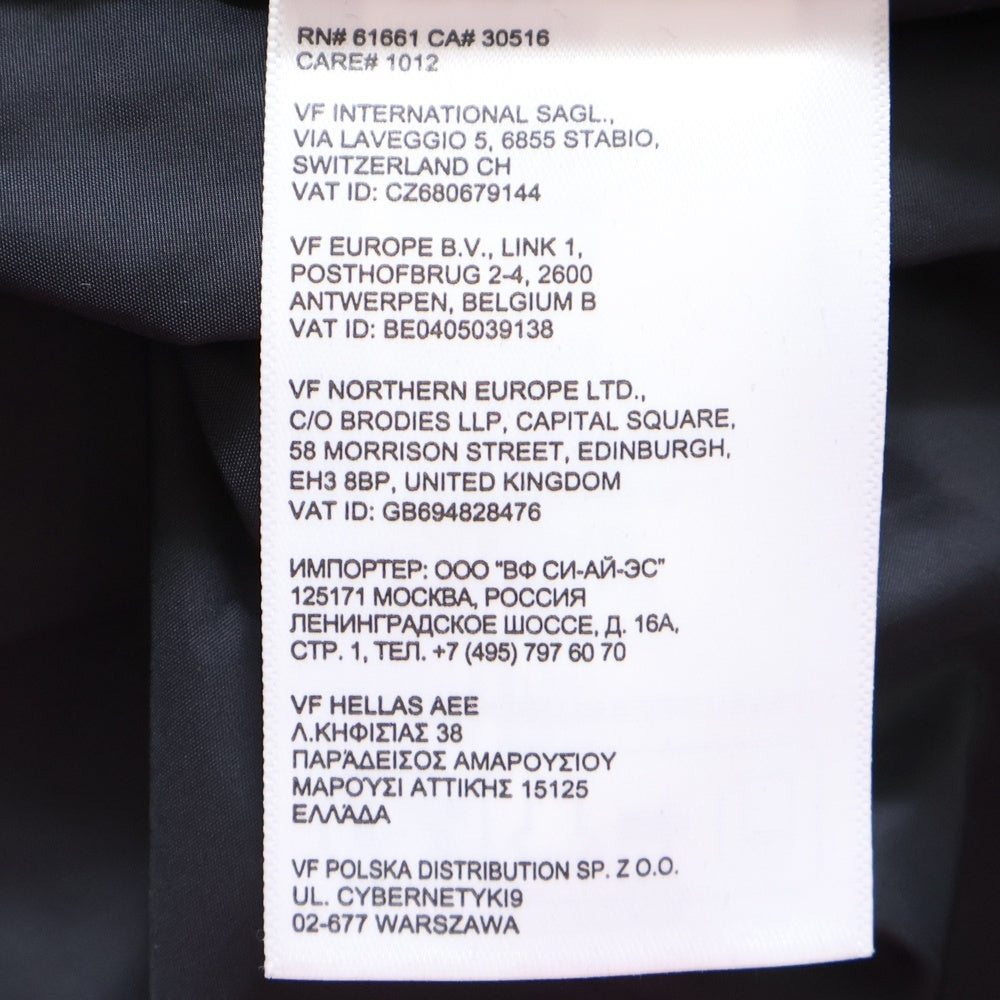 RN# 61661 CA# 30516
CARE# 1012
VF INTERNATIONAL SAGL.,
VIA LAVEGGIO 5, 6855 STABIO,
SWITZERLAND CH
VAT ID: CZ680679144
VF EUROPE B.V., LINK 1,
POSTHOFBRUG 2-4, 2600
ANTWERPEN, BELGIUM B
VAT ID: BE0405039138
VF NORTHERN EUROPE LTD.,
C/O BRODIES LLP, CAPITAL SQUARE,
58 MORRISON STREET, EDINBURGH,
EH3 8BP, UNITED KINGDOM
VAT ID: GB694828476
ИМПОРТЕР: ООО "ВФ СИ-АЙ-ЭС"
125171 МОСКВА, РОССИЯ
ЛЕНИНГРАДСКОЕ ШОССЕ, Д. 16А,
СТР. 1, ТЕЛ. +7 (495) 797 60 70
VF HELLAS AEE
Λ.ΚΗΦΙΣΙΑΣ 38
ΠΑΡΆΔΕΙΣΟΣ ΑΜΑΡΟΥΣΙΟΥ
ΜΑΡΟΎΣΙ ΑΤΤΙΚΉΣ 15125
ΕΛΛΆΔΑ
VF POLSKA DISTRIBUTION SP. Z O.O.
UL. CYBERNETYKI9
02-677 WARSZAWA